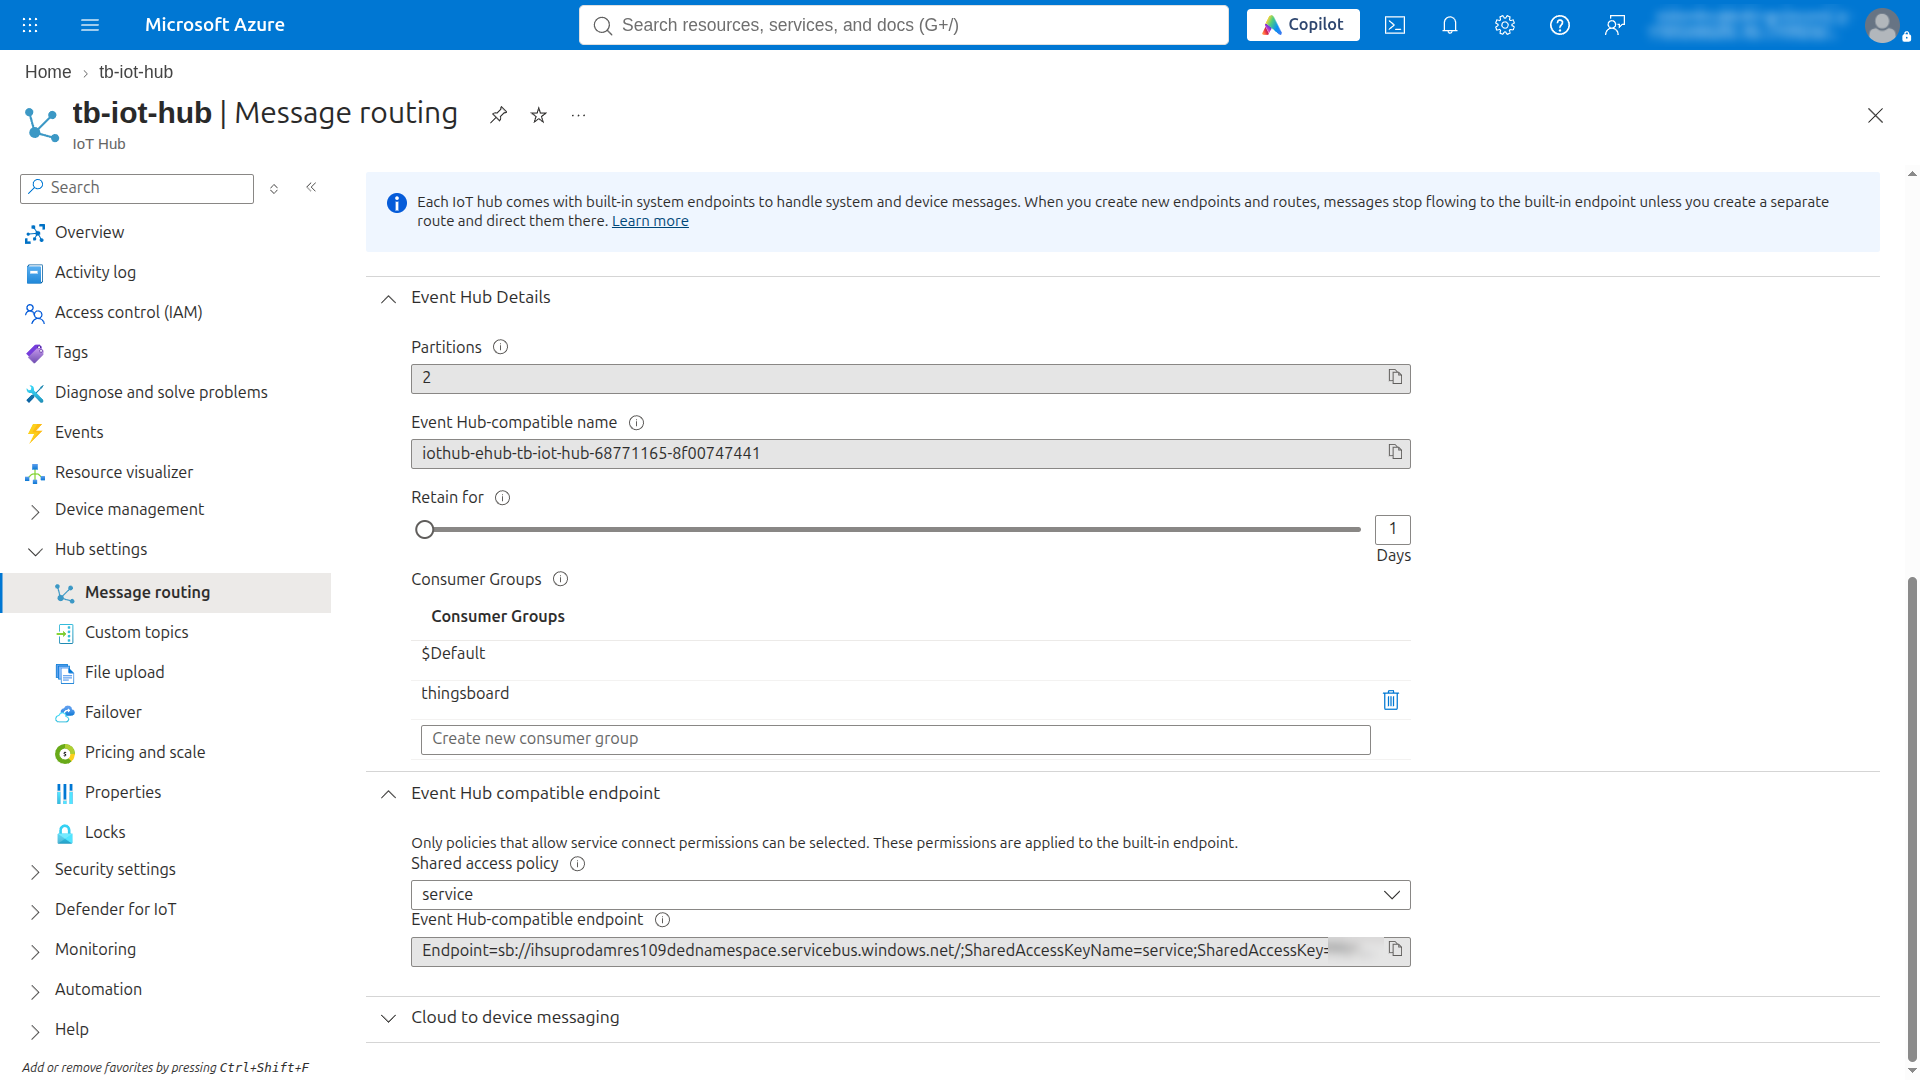 Microsoft Azure
Search resources, services, and docs (G+/)
Copilot
Home › tb-iot-hub
tb-iot-hub | Message routing
IoT Hub
Search
Overview
Activity log
Access control (IAM)
Tags
Diagnose and solve problems
Events
Resource visualizer
Device management
Hub settings
Message routing
Custom topics
File upload
Failover
Pricing and scale
Properties
Locks
Security settings
Defender for IoT
Monitoring
Automation
Help
Add or remove favorites by pressing Ctrl+Shift+F
Each IoT hub comes with built-in system endpoints to handle system and device messages. When you create new endpoints and routes, messages stop flowing to the built-in endpoint unless you create a separate
route and direct them there. Learn more
Event Hub Details
Partitions
2
Event Hub-compatible name
iothub-ehub-tb-iot-hub-68771165-8f00747441
Retain for
1
Days
Consumer Groups
Consumer Groups
$Default
thingsboard
Create new consumer group
Event Hub compatible endpoint
Only policies that allow service connect permissions can be selected. These permissions are applied to the built-in endpoint.
Shared access policy
service
Event Hub-compatible endpoint
Endpoint=sb://ihsuprodamres109dednamespace.servicebus.windows.net/;SharedAccessKeyName=service;SharedAccessKey=
Cloud to device messaging